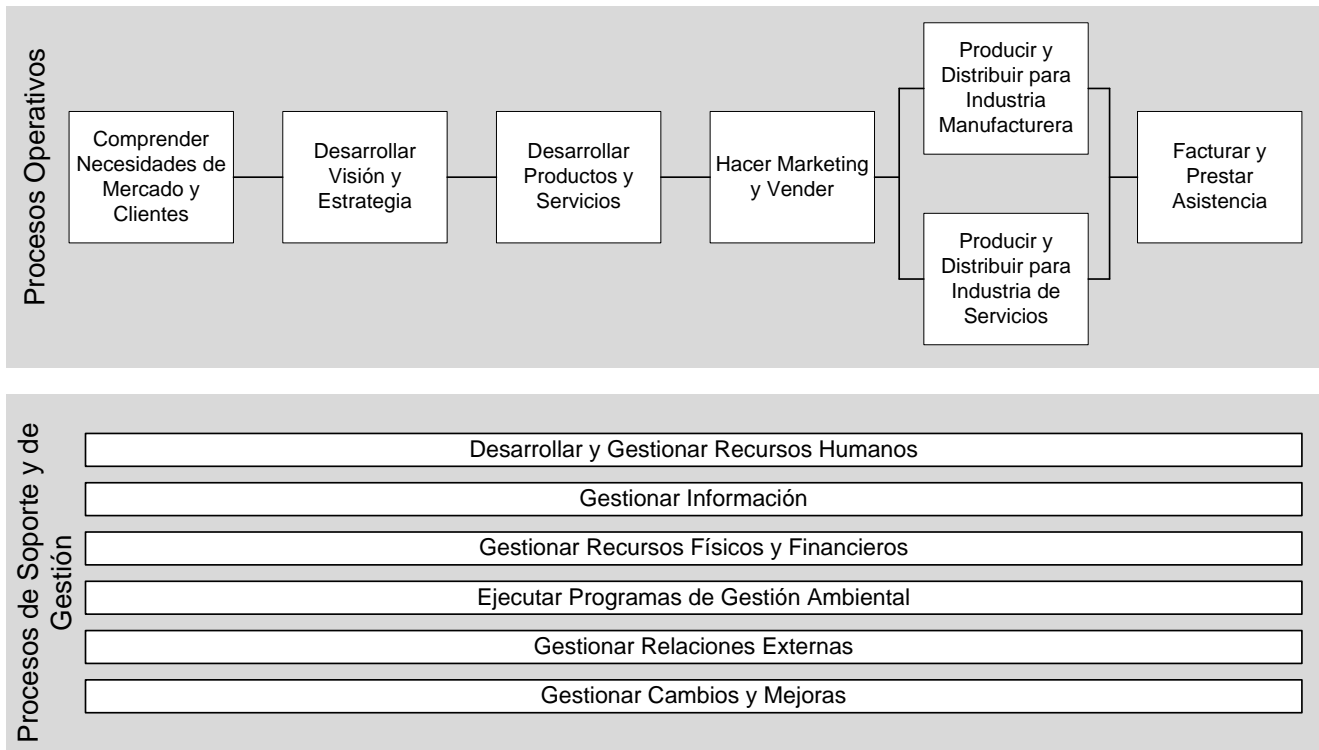 Procesos Operativos
Comprender
Necesidades de
Mercado y
Clientes
Desarrollar
Visión y
Estrategia
Desarrollar
Productos y
Servicios
Hacer Marketing
y Vender
Producir y
Distribuir para
Industria
Manufacturera
Producir y
Distribuir para
Industria de
Servicios
Facturar y
Prestar
Asistencia
Procesos de Soporte y de
Gestión
Desarrollar y Gestionar Recursos Humanos
Gestionar Información
Gestionar Recursos Físicos y Financieros
Ejecutar Programas de Gestión Ambiental
Gestionar Relaciones Externas
Gestionar Cambios y Mejoras